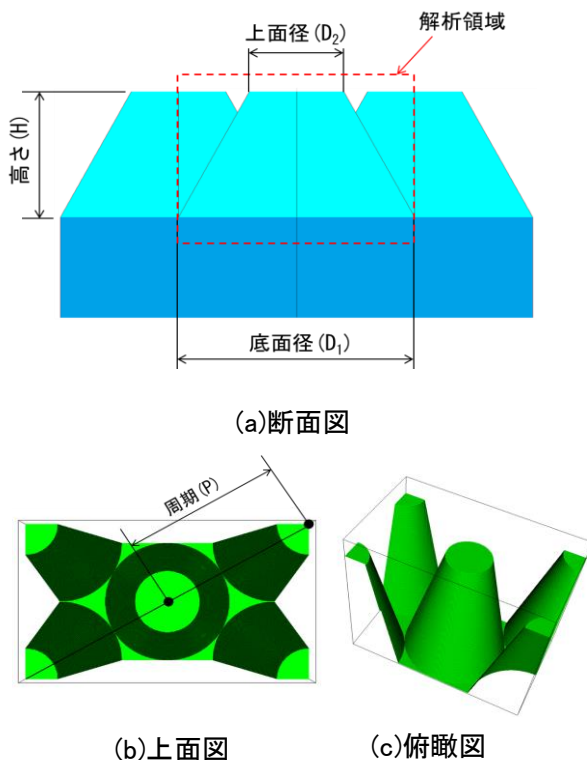 上面径(D₂)
解析領域
高さ(H)
底面径(D₁)
(a)断面図
周期(P)
(b)上面図
(c)俯瞰図